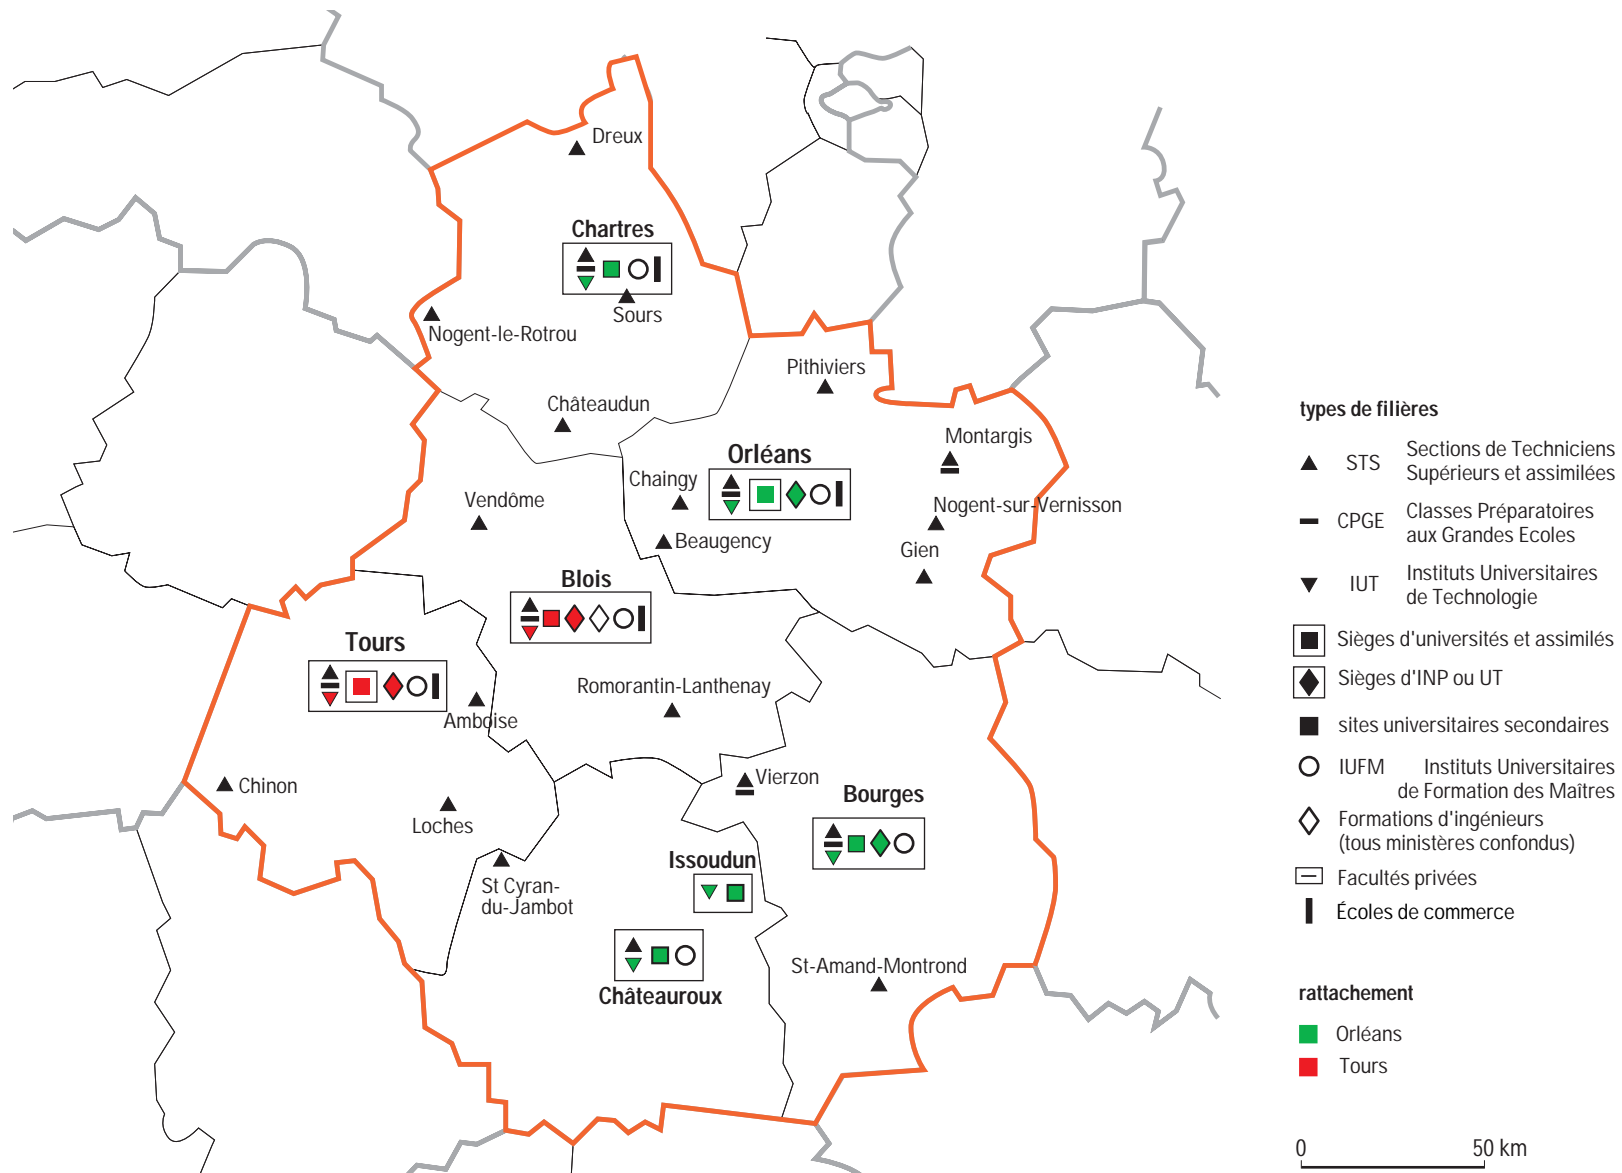 Dreux
Chartres
Sours
Nogent-le-Rotrou
Pithiviers
Châteaudun
Montargis
Orléans
Chaingy
Vendôme
Nogent-sur-Vernisson
Beaugency
Gien
Blois
Tours
Romorantin-Lanthenay
Amboise
Chinon
Vierzon
Bourges
Loches
Issoudun
St Cyran-
du-Jambot
St-Amand-Montrond
Châteauroux
types de filières
STS Sections de Techniciens
Supérieurs et assimilées
CPGE Classes Préparatoires
aux Grandes Ecoles
IUT Instituts Universitaires
de Technologie
Sièges d'universités et assimilés
Sièges d'INP ou UT
sites universitaires secondaires
IUFM Instituts Universitaires
de Formation des Maîtres
Formations d'ingénieurs
(tous ministères confondus)
Facultés privées
Écoles de commerce
rattachement
Orléans
Tours
0 50 km